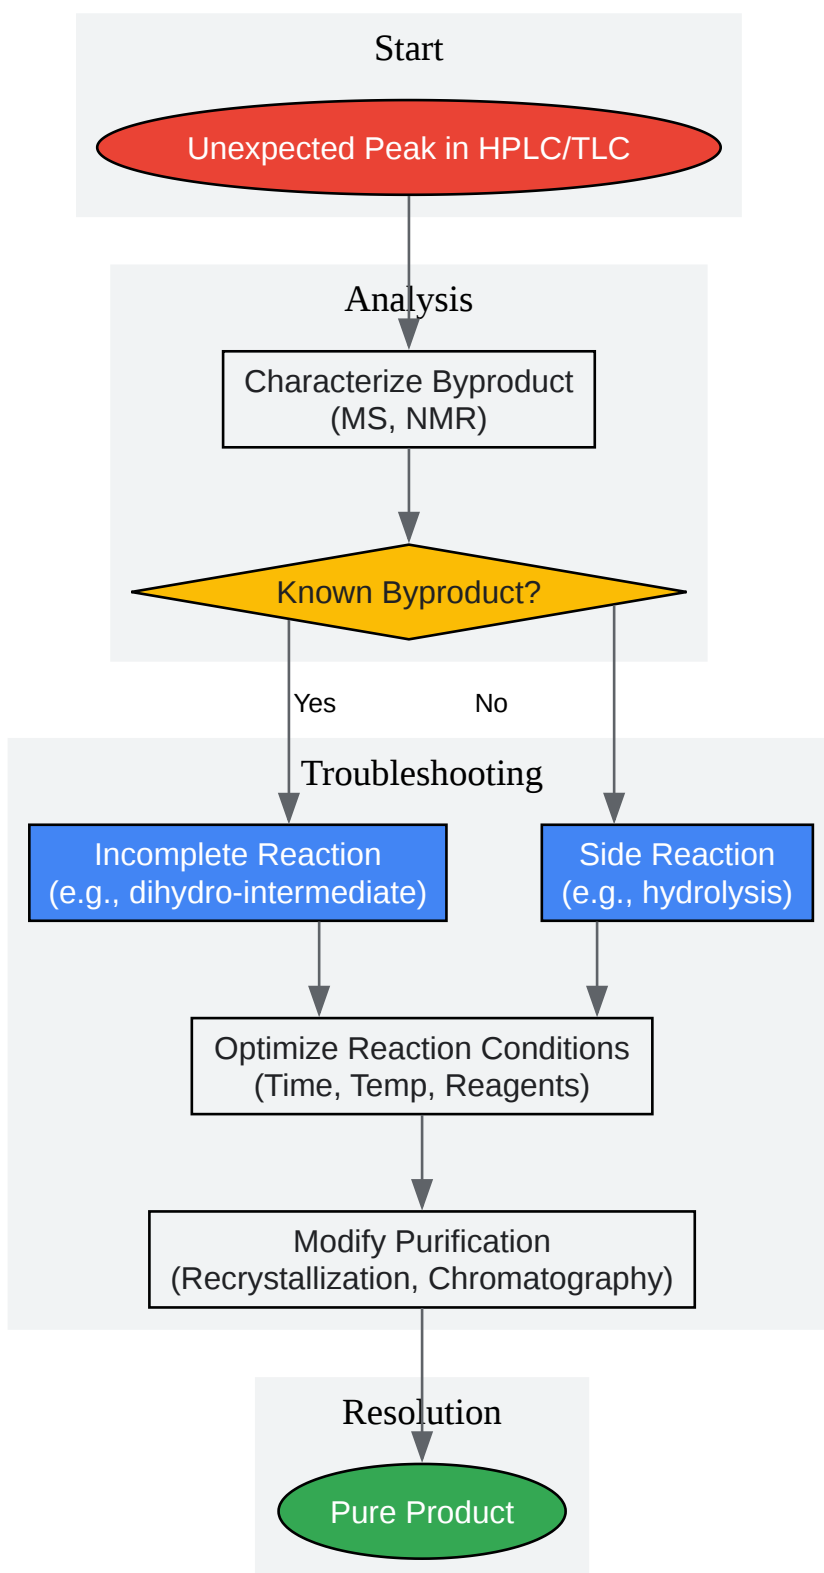 Start
Unexpected Peak in HPLC/TLC
Analysis
Characterize Byproduct
(MS, NMR)
Known Byproduct?
Yes
No
Troubleshooting
Incomplete Reaction
(e.g., dihydro-intermediate)
Side Reaction
(e.g., hydrolysis)
Optimize Reaction Conditions
(Time, Temp, Reagents)
Modify Purification
(Recrystallization, Chromatography)
Resolution
Pure Product